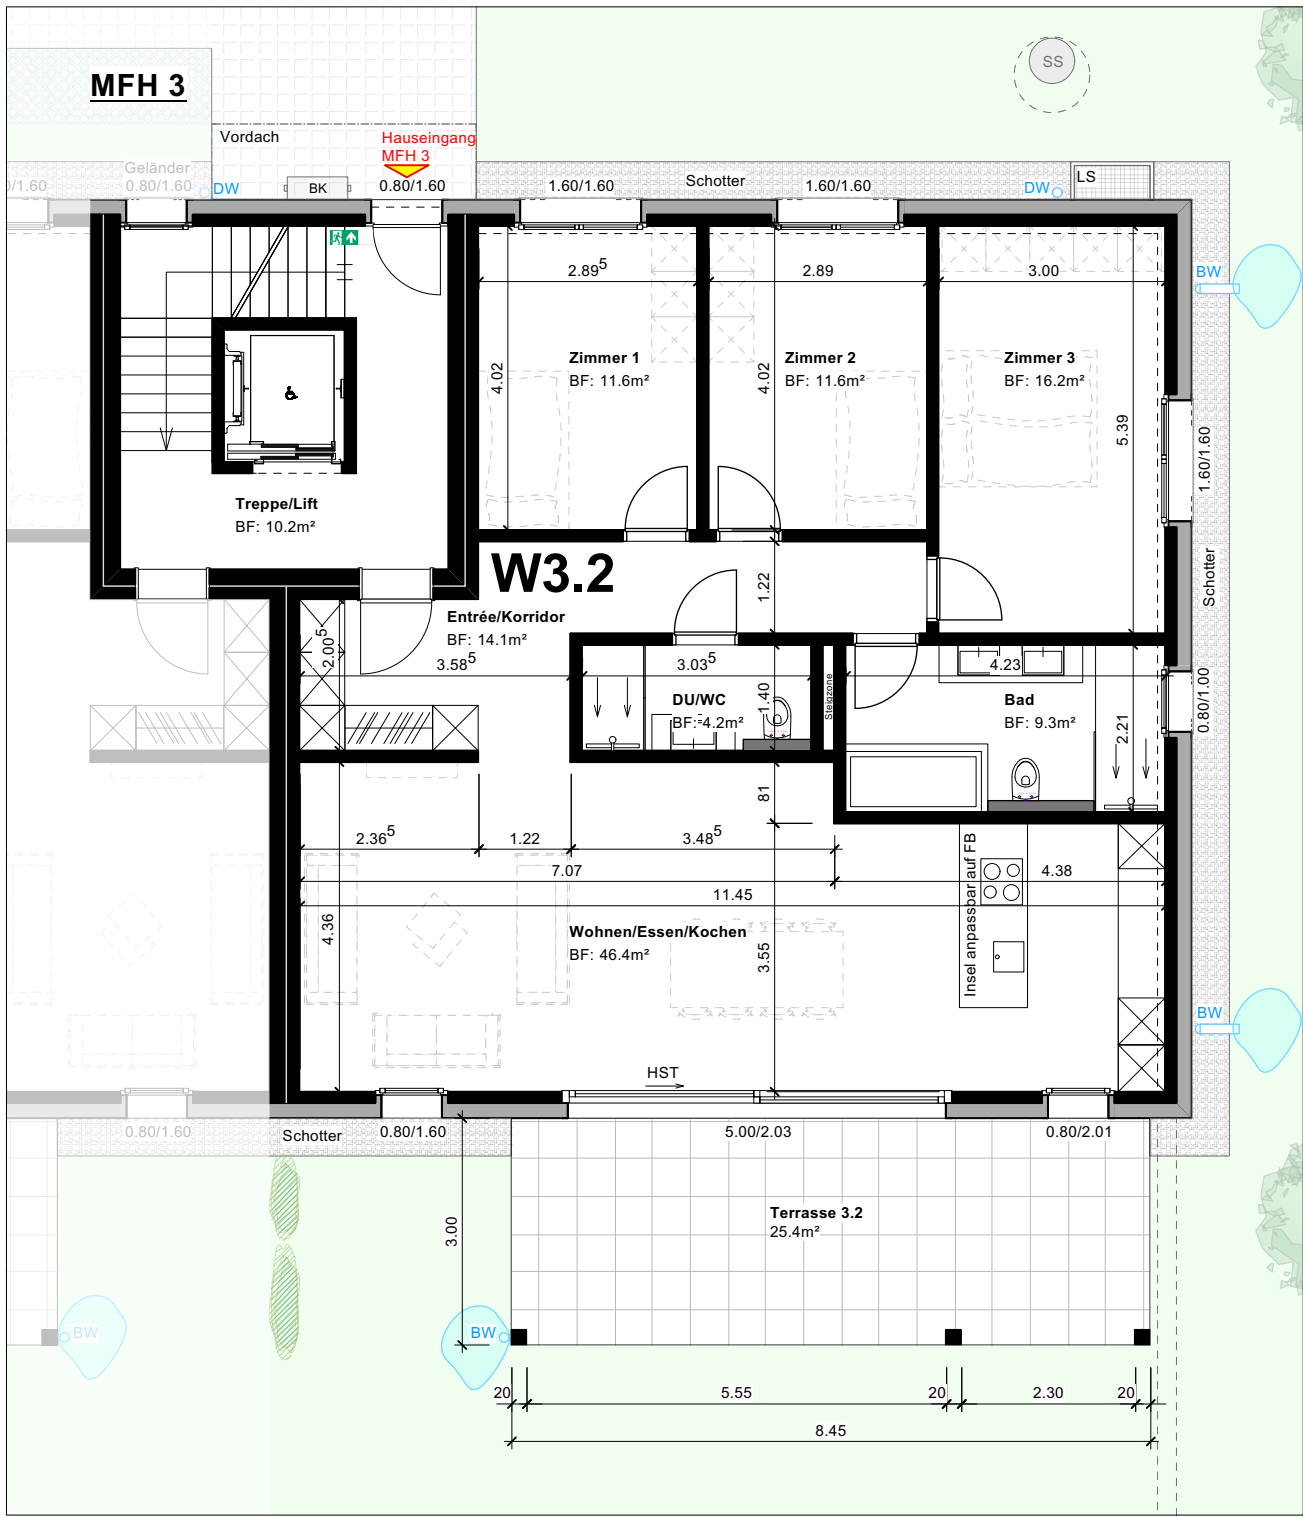 MFH 3
SS
Vordach
Hauseingang
MFH 3
Geländer
0/1.60
0.80/1.60
DW
BK
0.80/1.60
1.60/1.60
Schotter
1.60/1.60
DW
LS
BW
2.89⁵
2.89
3.00
Zimmer 1
BF: 11.6m²
Zimmer 2
BF: 11.6m²
Zimmer 3
BF: 16.2m²
4.02
4.02
5.39
1.60/1.60
Treppe/Lift
BF: 10.2m²
W3.2
1.22
Schotter
Entrée/Korridor
BF: 14.1m²
2.00⁵
3.58⁵
3.03⁵
4.23
DU/WC
BF: 4.2m²
1.40
Steigzone
Bad
BF: 9.3m²
2.21
0.80/1.00
81
2.36⁵
1.22
3.48⁵
7.07
4.38
11.45
4.36
Wohnen/Essen/Kochen
BF: 46.4m²
3.55
Insel anpassbar auf FB
BW
HST
0.80/1.60
Schotter
0.80/1.60
5.00/2.03
0.80/2.01
3.00
Terrasse 3.2
25.4m²
BW
BW
20
5.55
20
2.30
20
8.45